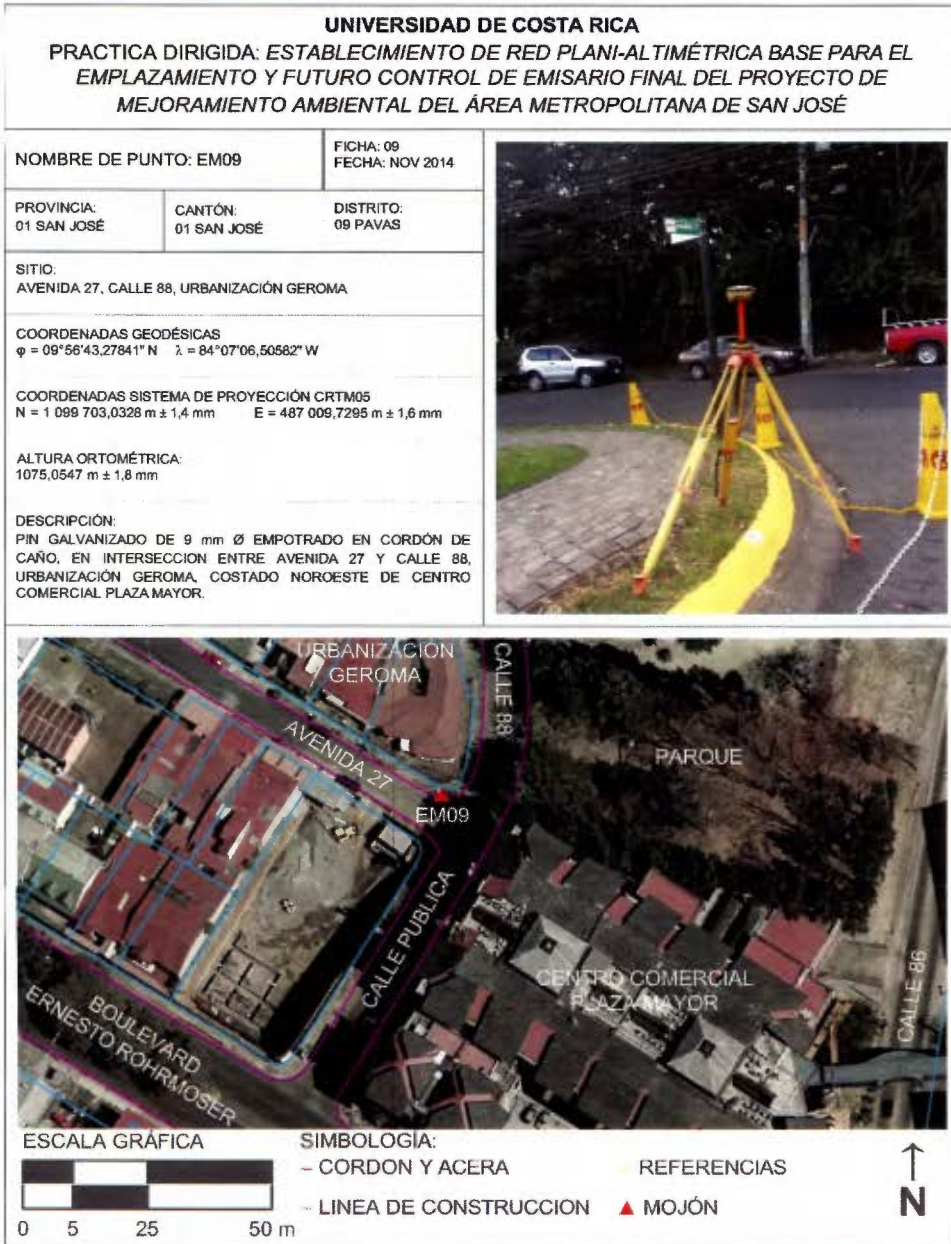 UNIVERSIDAD DE COSTA RICA
PRACTICA DIRIGIDA: ESTABLECIMIENTO DE RED PLANI-ALTIMÉTRICA BASE PARA EL
EMPLAZAMIENTO Y FUTURO CONTROL DE EMISARIO FINAL DEL PROYECTO DE
MEJORAMIENTO AMBIENTAL DEL ÁREA METROPOLITANA DE SAN JOSÉ
NOMBRE DE PUNTO: EM09
FICHA: 09
FECHA: NOV 2014
PROVINCIA:
01 SAN JOSÉ
CANTÓN:
01 SAN JOSÉ
DISTRITO:
09 PAVAS
SITIO:
AVENIDA 27, CALLE 88, URBANIZACIÓN GEROMA
COORDENADAS GEODÉSICAS
φ = 09°56'43,27841" N λ = 84°07'06,50582" W
COORDENADAS SISTEMA DE PROYECCIÓN CRTM05
N = 1 099 703,0328 m ± 1,4 mm E = 487 009,7295 m ± 1,6 mm
ALTURA ORTOMÉTRICA:
1075,0547 m ± 1,8 mm
DESCRIPCIÓN:
PIN GALVANIZADO DE 9 mm Ø EMPOTRADO EN CORDÓN DE
CAÑO, EN INTERSECCION ENTRE AVENIDA 27 Y CALLE 88,
URBANIZACIÓN GEROMA, COSTADO NOROESTE DE CENTRO
COMERCIAL PLAZA MAYOR.
URBANIZACIÓN
GEROMA
CALLE 88
AVENIDA 27
PARQUE
EM09
CALLE PUBLICA
CENTRO COMERCIAL
PLAZA MAYOR
CALLE 86
BOULEVARD
ERNESTO ROHRMOSER
ESCALA GRÁFICA
0 5 25 50 m
SIMBOLOGÍA:
CORDON Y ACERA
REFERENCIAS
LINEA DE CONSTRUCCION
MOJÓN
N